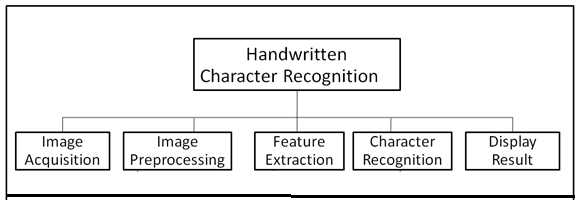 Handwritten
Character Recognition
Image
Acquisition
Image
Preprocessing
Feature
Extraction
Character
Recognition
Display
Result